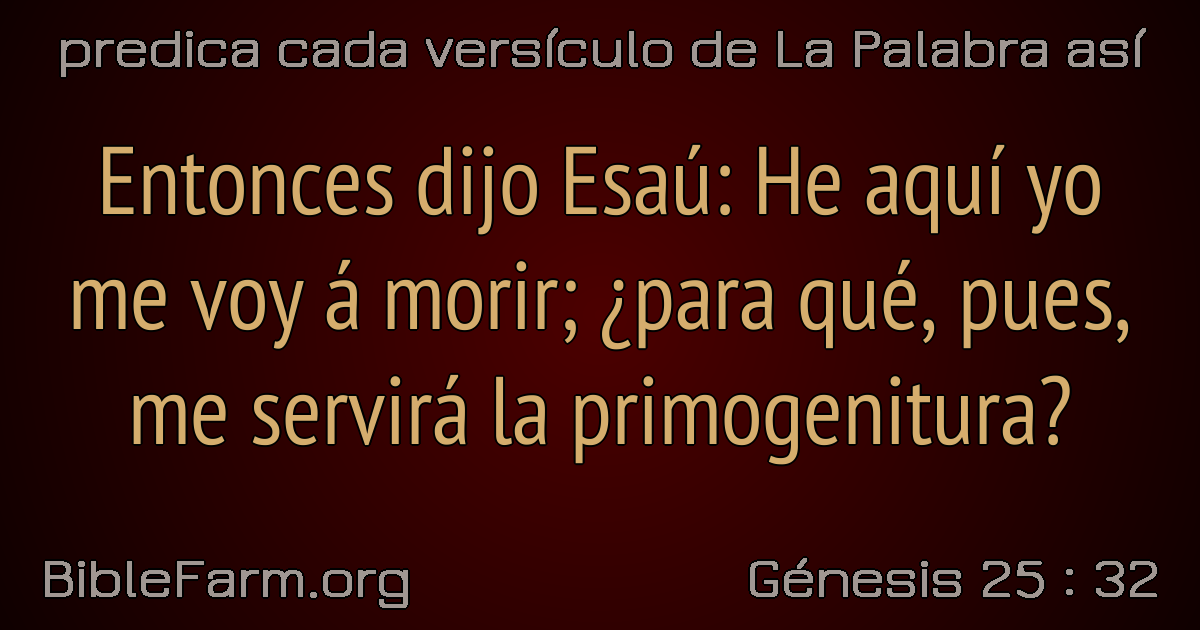 predica cada versículo de La Palabra así
Entonces dijo Esaú: He aquí yo
me voy á morir; ¿para qué, pues,
me servirá la primogenitura?
BibleFarm.org
Génesis 25 : 32